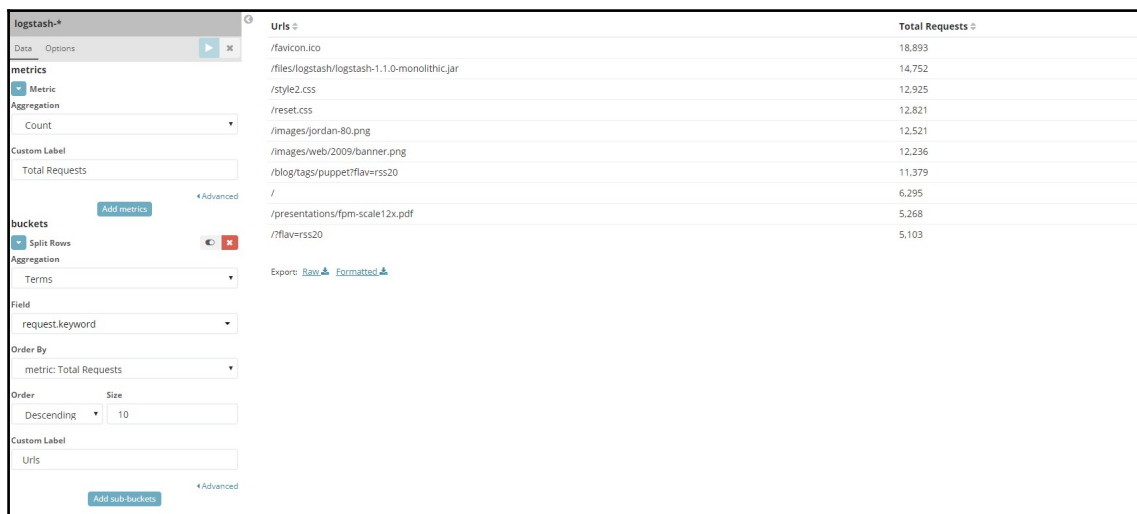 logstash-*
Data Options
metrics
Metric
Aggregation
Count
Custom Label
Total Requests
Advanced
Add metrics
buckets
Split Rows
Aggregation
Terms
Field
request.keyword
Order By
metric: Total Requests
Order Size
Descending 10
Custom Label
Urls
Advanced
Add sub-buckets
Urls Total Requests
/favicon.ico 18,893
/files/logstash/logstash-1.1.0-monolithic.jar 14,752
/style2.css 12,925
/reset.css 12,821
/images/jordan-80.png 12,521
/images/web/2009/banner.png 12,236
/blog/tags/puppet?flav=rss20 11,379
/ 6,295
/presentations/fpm-scale12x.pdf 5,268
/?flav=rss20 5,103
Export: Raw Formatted